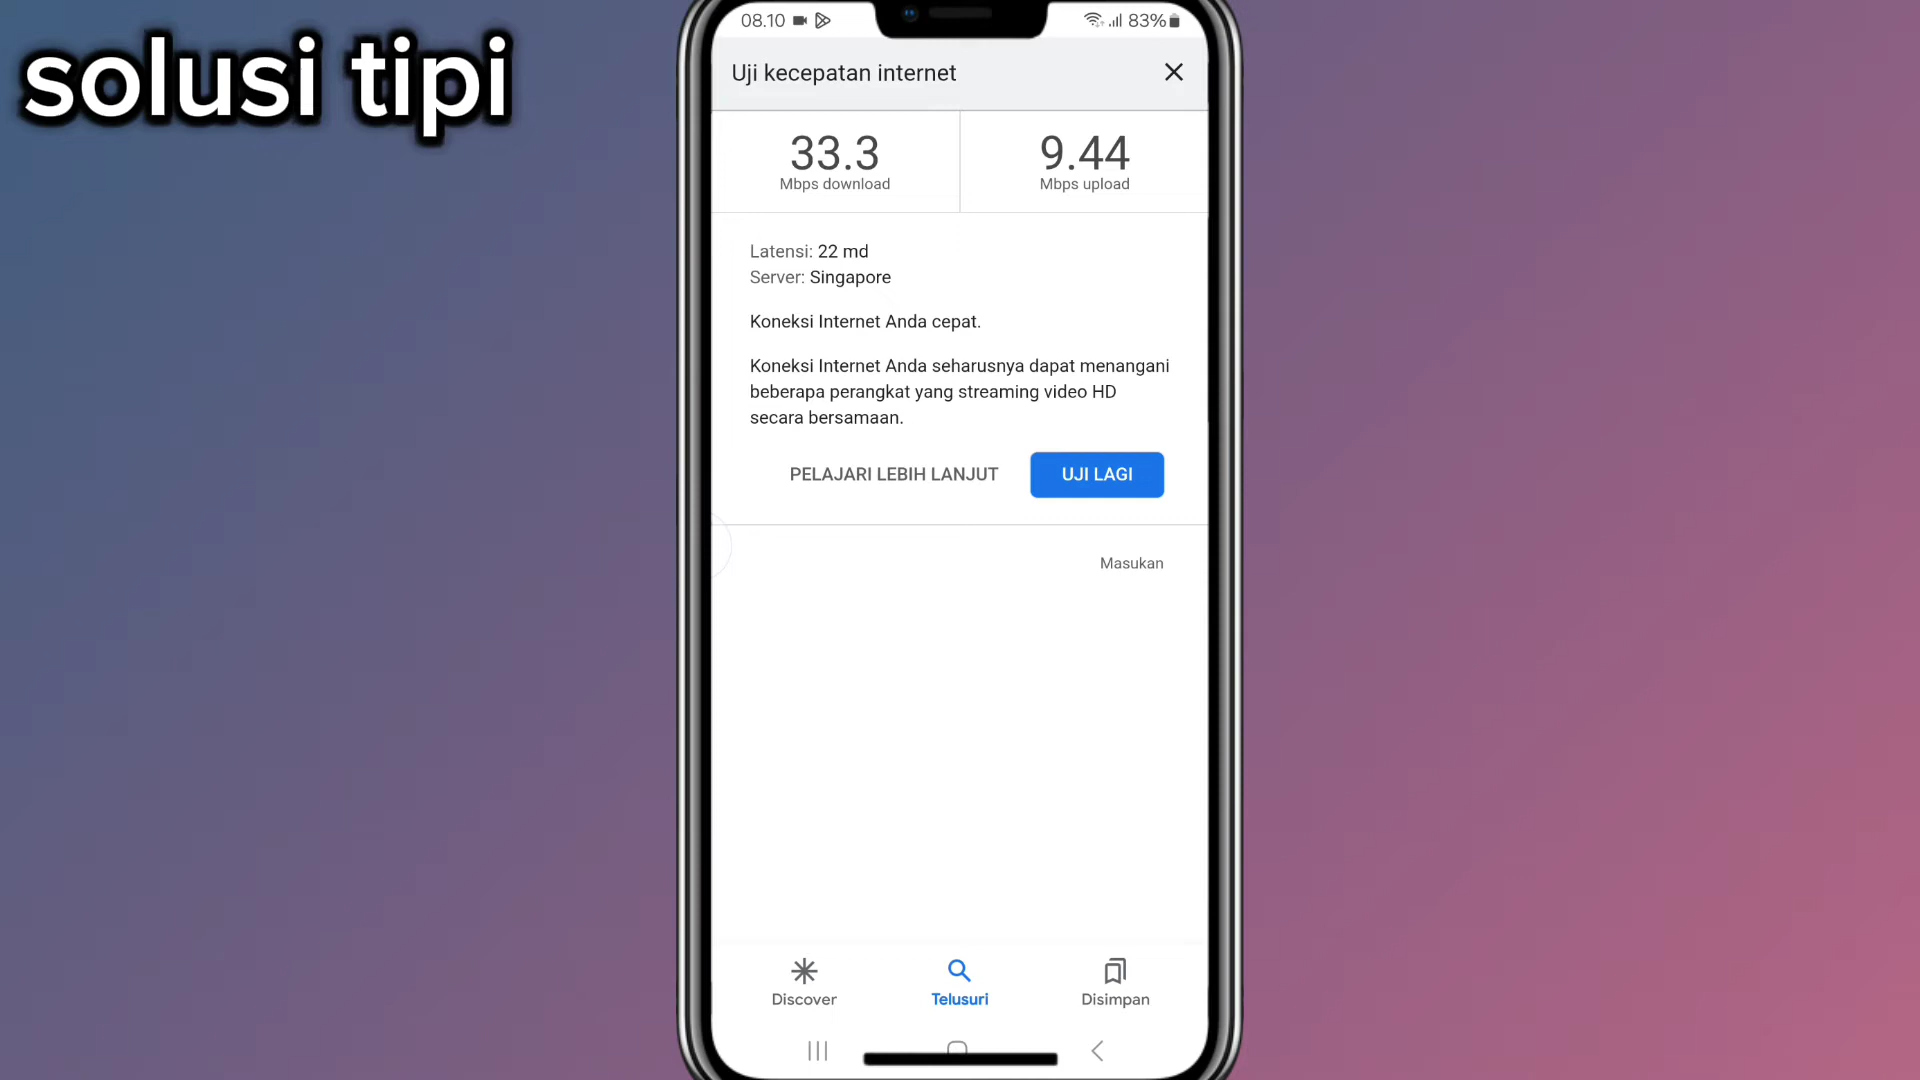 solusi tipi
08.10
83%
Uji kecepatan internet
33.3
Mbps download
9.44
Mbps upload
Latensi: 22 md
Server: Singapore
Koneksi Internet Anda cepat.
Koneksi Internet Anda seharusnya dapat menangani
beberapa perangkat yang streaming video HD
secara bersamaan.
PELAJARI LEBIH LANJUT
UJI LAGI
Masukan
Discover
Telusuri
Disimpan